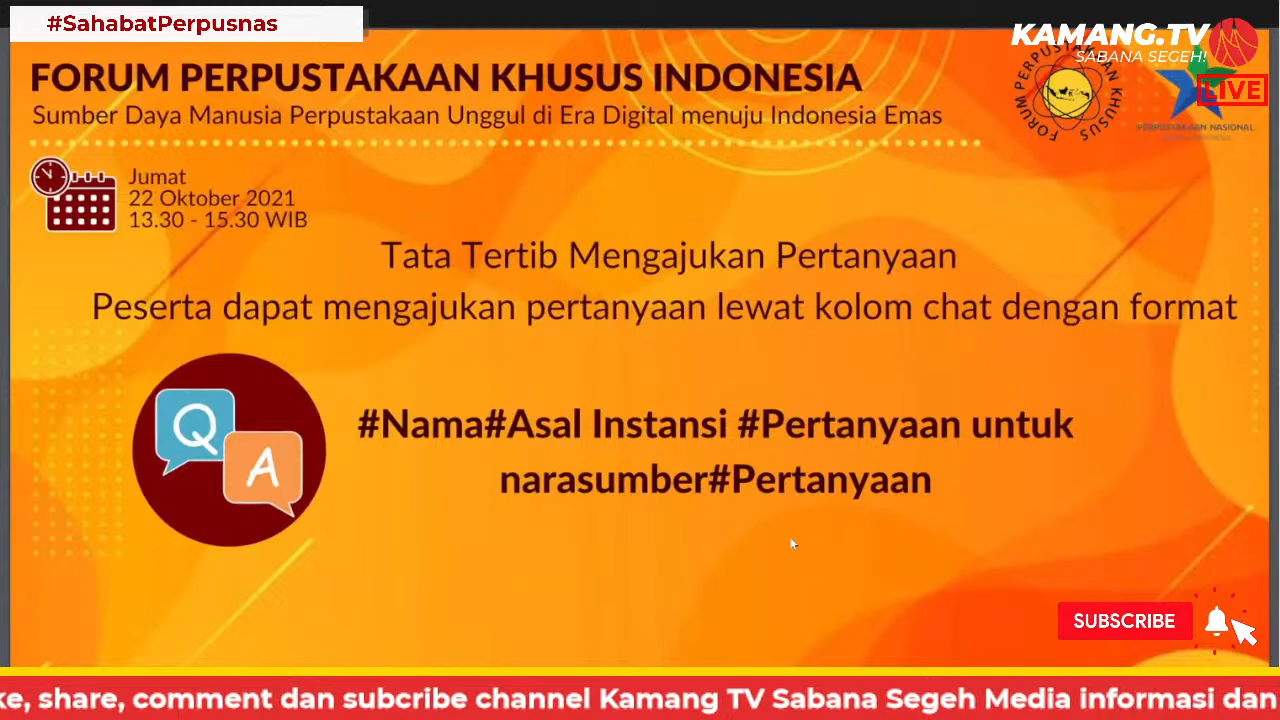 #SahabatPerpusnas
KAMANG.TV
SABANA SEGEH!
LIVE
FORUM PERPUSTAKAAN KHUSUS INDONESIA
Sumber Daya Manusia Perpustakaan Unggul di Era Digital menuju Indonesia Emas
FORUM PERPUSTAKAAN KHUSUS
PERPUSTAKAAN NASIONAL
Jumat
22 Oktober 2021
13.30 - 15.30 WIB
Tata Tertib Mengajukan Pertanyaan
Peserta dapat mengajukan pertanyaan lewat kolom chat dengan format
Q
A
#Nama#Asal Instansi #Pertanyaan untuk
narasumber#Pertanyaan
SUBSCRIBE
ke, share, comment dan subcribe channel Kamang TV Sabana Segeh Media informasi dan